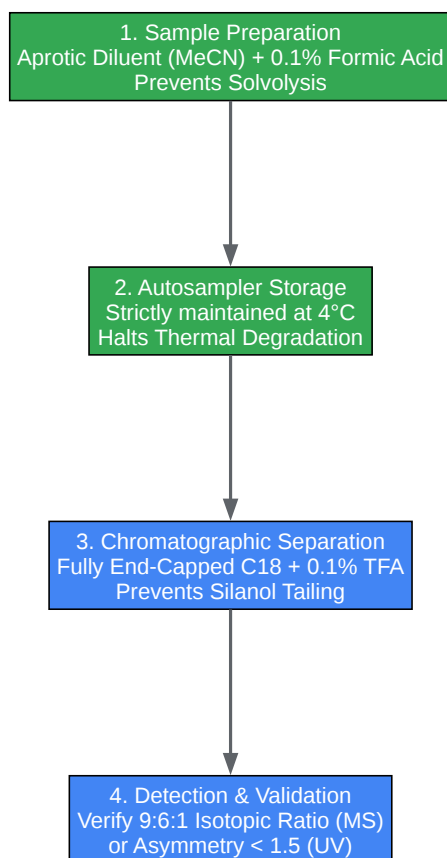 1. Sample Preparation
Aprotic Diluent (MeCN) + 0.1% Formic Acid
Prevents Solvolysis
2. Autosampler Storage
Strictly maintained at 4°C
Halts Thermal Degradation
3. Chromatographic Separation
Fully End-Capped C18 + 0.1% TFA
Prevents Silanol Tailing
4. Detection & Validation
Verify 9:6:1 Isotopic Ratio (MS)
or Asymmetry < 1.5 (UV)